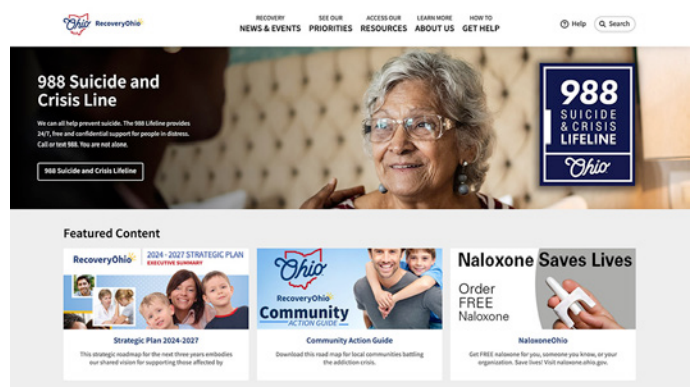 Ohio
RecoveryOhio
RECOVERY
NEWS & EVENTS
SEE OUR
PRIORITIES
ACCESS OUR
RESOURCES
LEARN MORE
ABOUT US
HOW TO
GET HELP
Help
Search
988 Suicide and
Crisis Line
We can all help prevent suicide. The 988 Lifeline provides
24/7, free and confidential support for people in distress.
Call or text 988. You are not alone.
988 Suicide and Crisis Lifeline
988
SUICIDE
& CRISIS
LIFELINE
Ohio
Featured Content
RecoveryOhio
2024 - 2027 STRATEGIC PLAN
EXECUTIVE SUMMARY
Strategic Plan 2024-2027
This strategic roadmap for the next three years embodies
our shared vision for supporting those affected by
Ohio
RecoveryOhio
Community
ACTION GUIDE
Community Action Guide
Download this road map for local communities battling
the addiction crisis.
Naloxone Saves Lives
Order
FREE
Naloxone
NaloxoneOhio
Get FREE naloxone for you, someone you know, or your
organization. Save lives! Visit naloxone.ohio.gov.